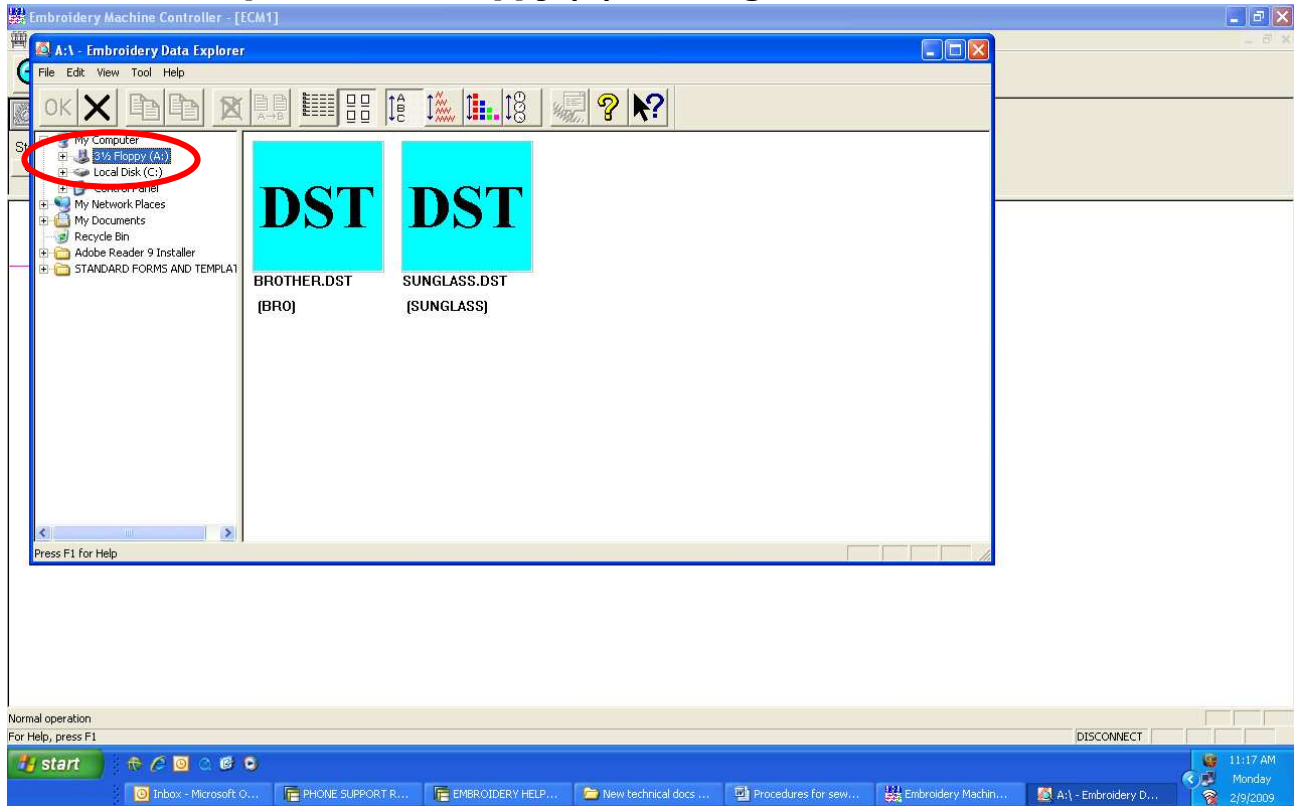 Embroidery Machine Controller - [ECM1]
A:\ - Embroidery Data Explorer
File Edit View Tool Help
OK
A→B
A
B
C
St
My Computer
3½ Floppy (A:)
Local Disk (C:)
Control Panel
My Network Places
My Documents
Recycle Bin
Adobe Reader 9 Installer
STANDARD FORMS AND TEMPLAT
DST DST
BROTHER.DST SUNGLASS.DST
(BRO) (SUNGLASS)
Press F1 for Help
Normal operation
For Help, press F1
DISCONNECT
start
11:17 AM
Monday
2/9/2009
Inbox - Microsoft O... PHONE SUPPORT R... EMBROIDERY HELP... New technical docs ... Procedures for sew... Embroidery Machin... A:\ - Embroidery D...